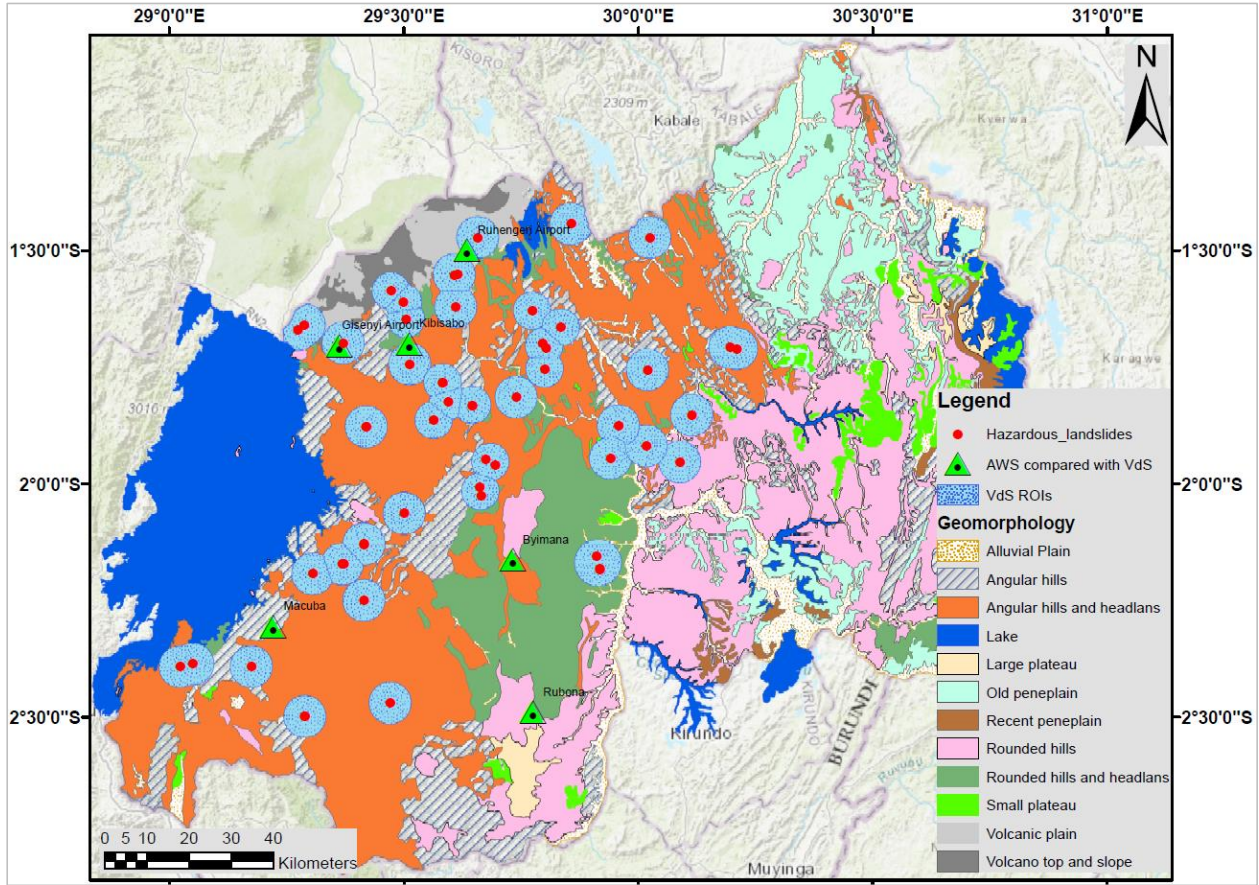 29°0'0"
29°30'0"
30°0'0"
30°30'0"
31°0'0"
N
KISORO
2309 m
KABALE
Kabale
KABALE
Kyerwa
1°30'0"S
1°30'0"S
Ruhengeri Airport
Gisenyi Airport
Kibisabo
Karagwe
3016 m
2°0'0"S
2°0'0"S
Byimana
Macuba
Rubona
2°30'0"S
2°30'0"S
Kirundo
KIRUNDO
BURUNDI
Muyinga
Legend
Hazardous_landslides
AWS compared with VdS
VdS ROIs
Geomorphology
Alluvial Plain
Angular hills
Angular hills and headlans
Lake
Large plateau
Old peneplain
Recent peneplain
Rounded hills
Rounded hills and headlans
Small plateau
Volcanic plain
Volcano top and slope
0 5 10 20 30 40
Kilometers